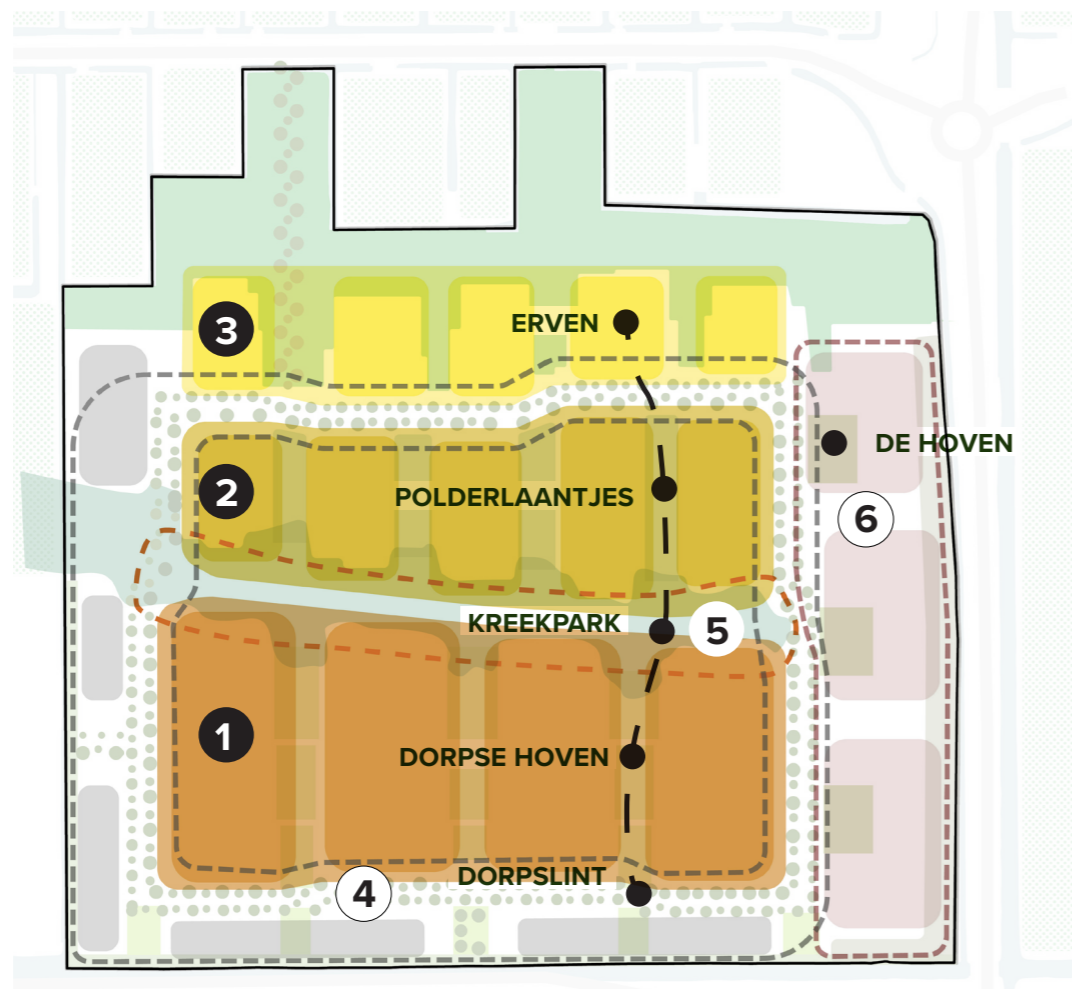 ERVEN
3
DE HOVEN
2
POLDERLAANTJES
6
KREEKPARK
5
1
DORPSE HOVEN
DORPSLINT
4